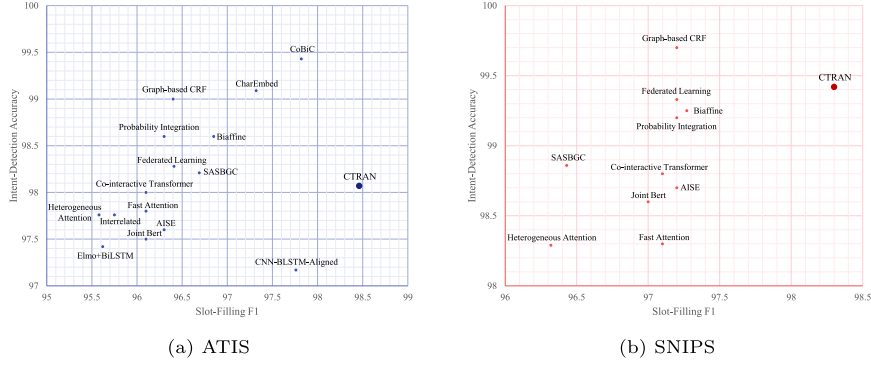 100
99.5
99
98.5
98
97.5
97
Intent-Detection Accuracy
CoBiC
CharEmbed
Graph-based CRF
Probability Integration
Biaffine
Federated Learning
SASBGC
CTRAN
Co-interactive Transformer
Heterogeneous
Attention
Fast Attention
Interrelated
AISE
Joint Bert
Elmo+BiLSTM
CNN-BLSTM-Aligned
95
95.5
96
96.5
97
97.5
98
98.5
99
Slot-Filling F1
(a) ATIS
100
99.5
99
98.5
98
Intent-Detection Accuracy
Graph-based CRF
CTRAN
Federated Learning
Biaffine
Probability Integration
SASBGC
Co-interactive Transformer
AISE
Joint Bert
Heterogeneous Attention
Fast Attention
96
96.5
97
97.5
98
98.5
Slot-Filling F1
(b) SNIPS